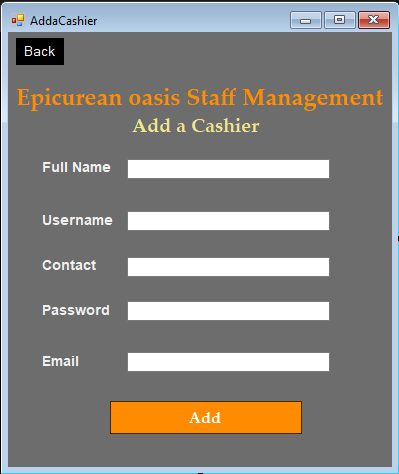 AddaCashier
Back
Epicurean oasis Staff Management
Add a Cashier
Full Name
Username
Contact
Password
Email
Add